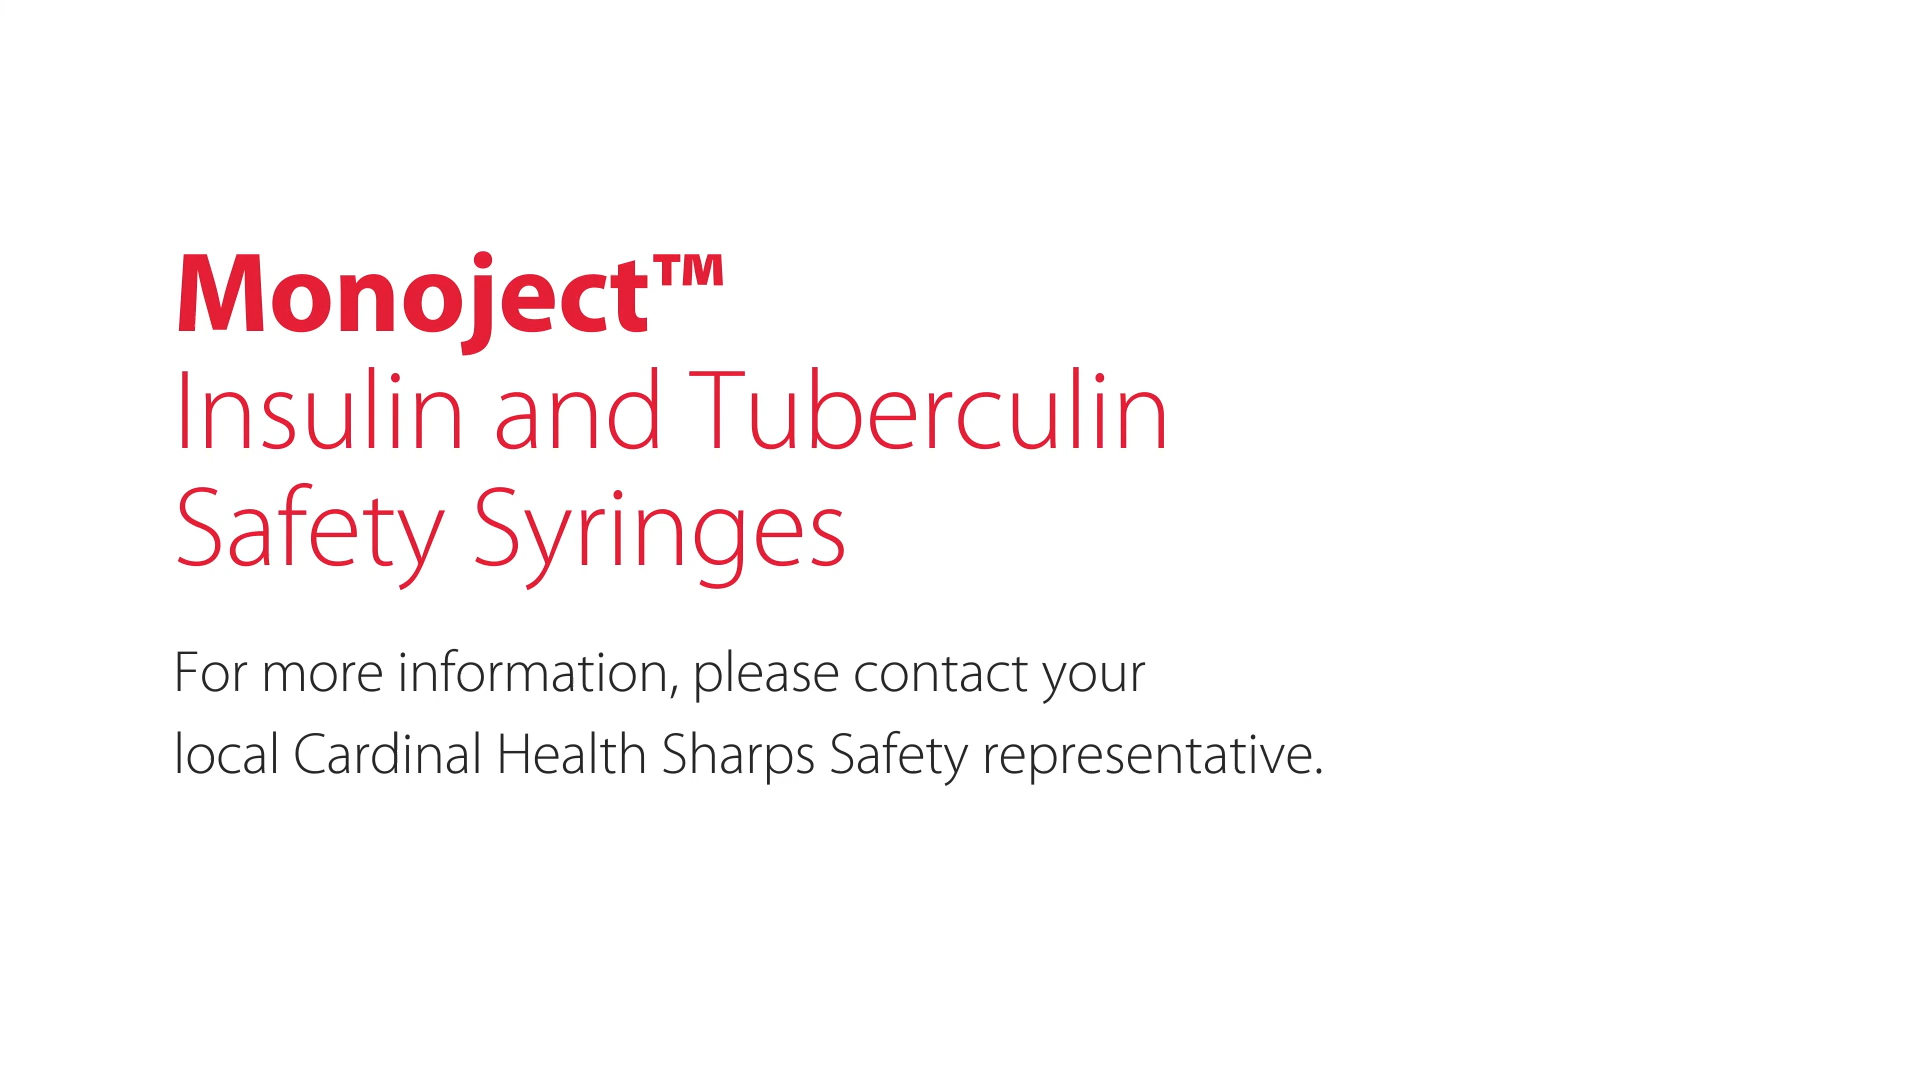 Monoject™
Insulin and Tuberculin
Safety Syringes
For more information, please contact your
local Cardinal Health Sharps Safety representative.